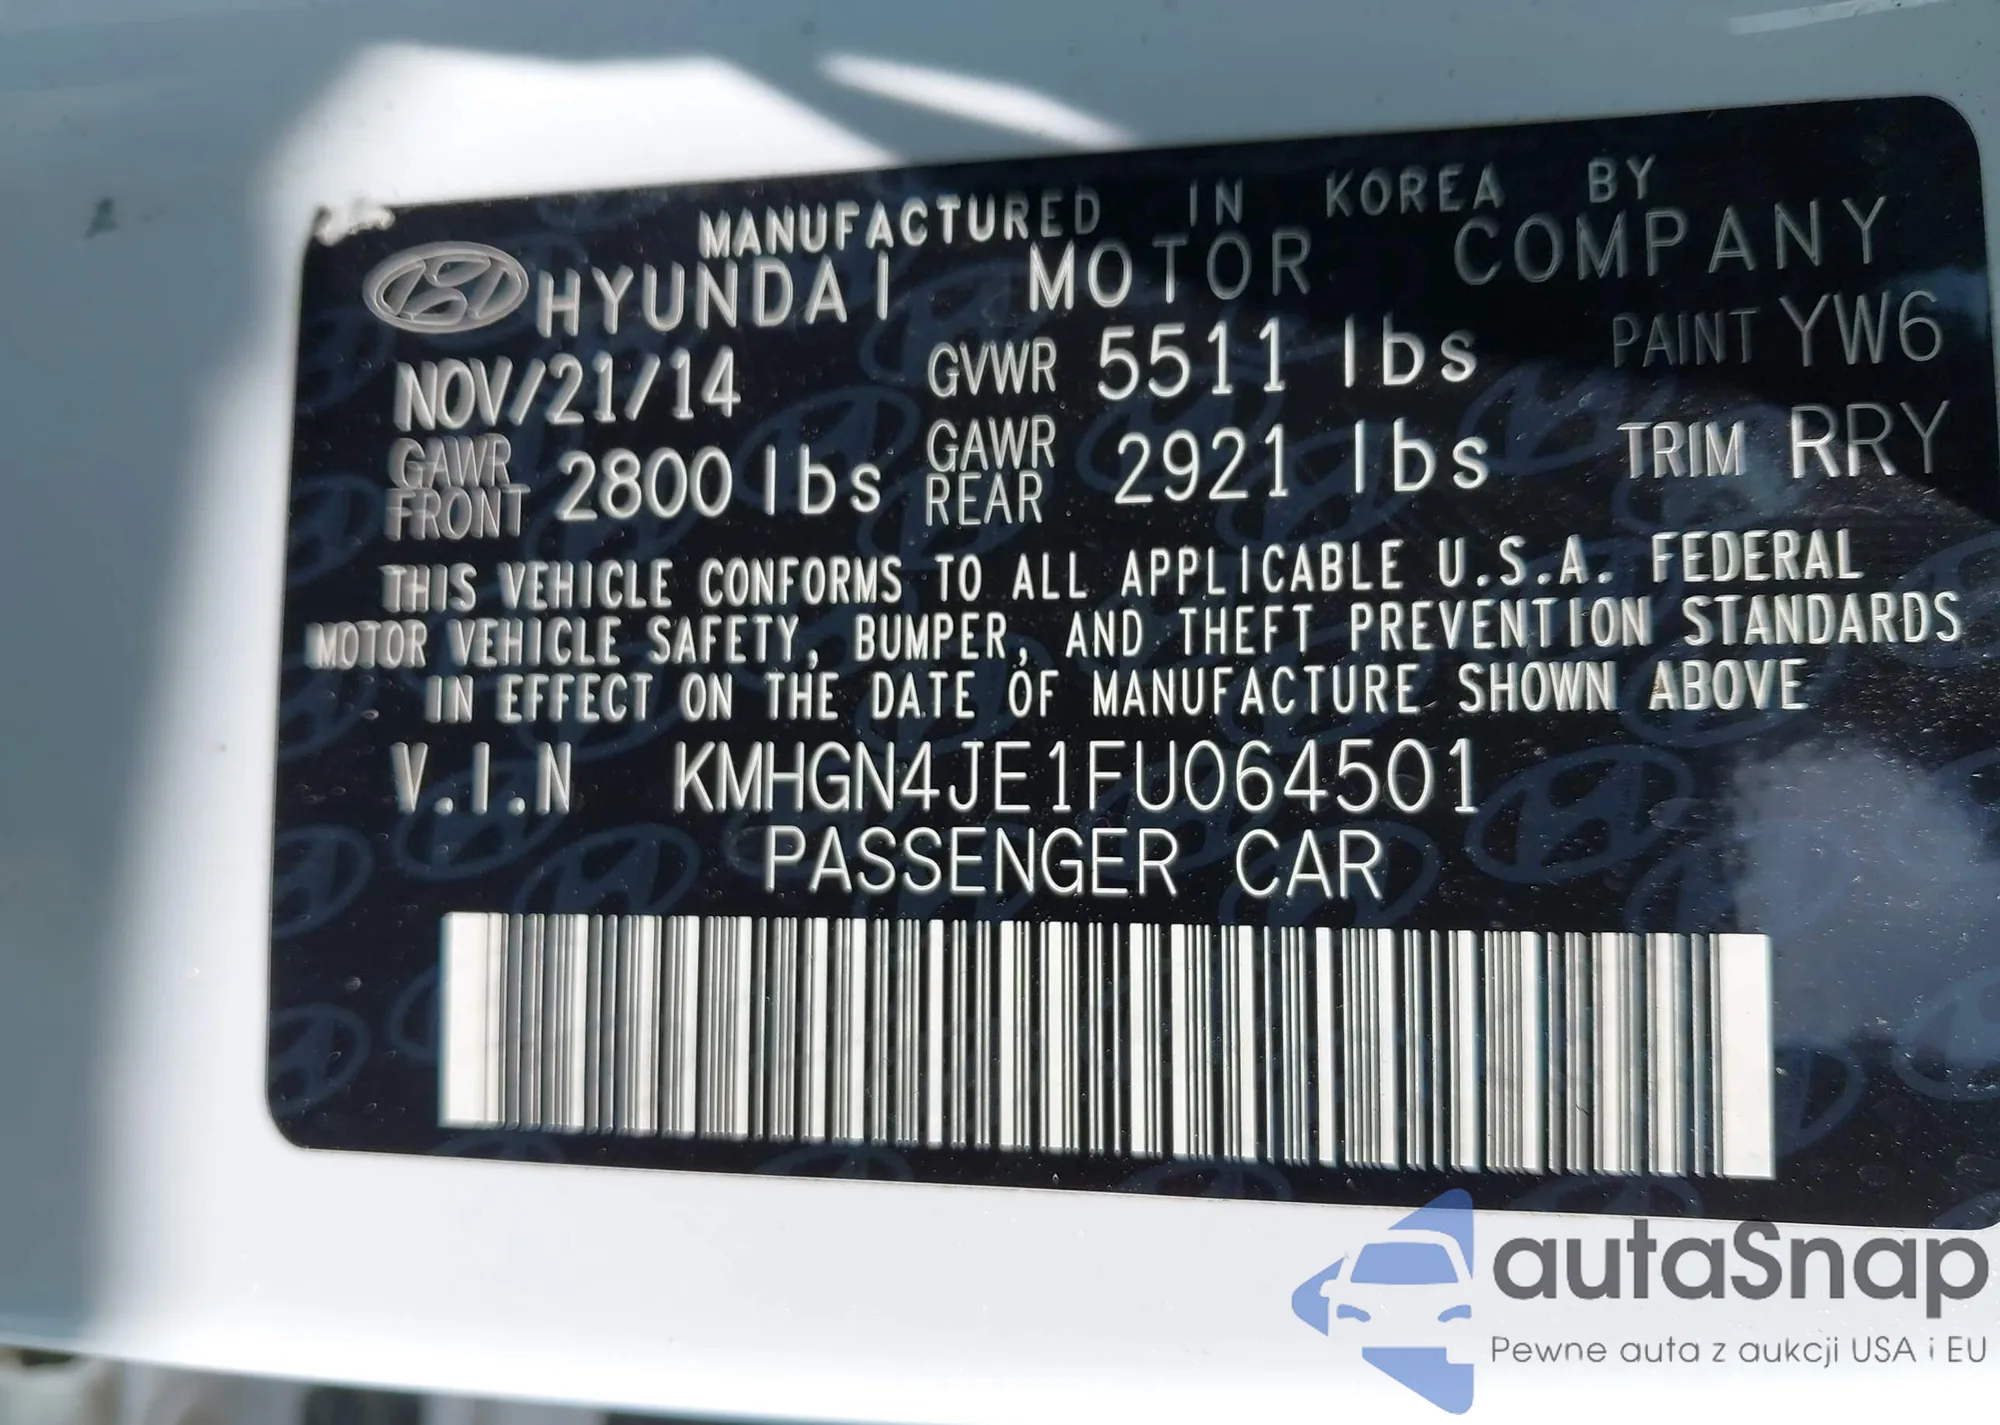 MANUFACTURED IN KOREA BY
HYUNDAI MOTOR COMPANY
NOV/21/14 GVWR 5511 lbs PAINT YW6
GAWR FRONT 2800 lbs GAWR REAR 2921 lbs TRIM RRY
THIS VEHICLE CONFORMS TO ALL APPLICABLE U.S.A. FEDERAL
MOTOR VEHICLE SAFETY, BUMPER, AND THEFT PREVENTION STANDARDS
IN EFFECT ON THE DATE OF MANUFACTURE SHOWN ABOVE
V.I.N KMHGN4JE1FU064501
PASSENGER CAR
autaSnap
Pewne auta z aukcji USA i EU